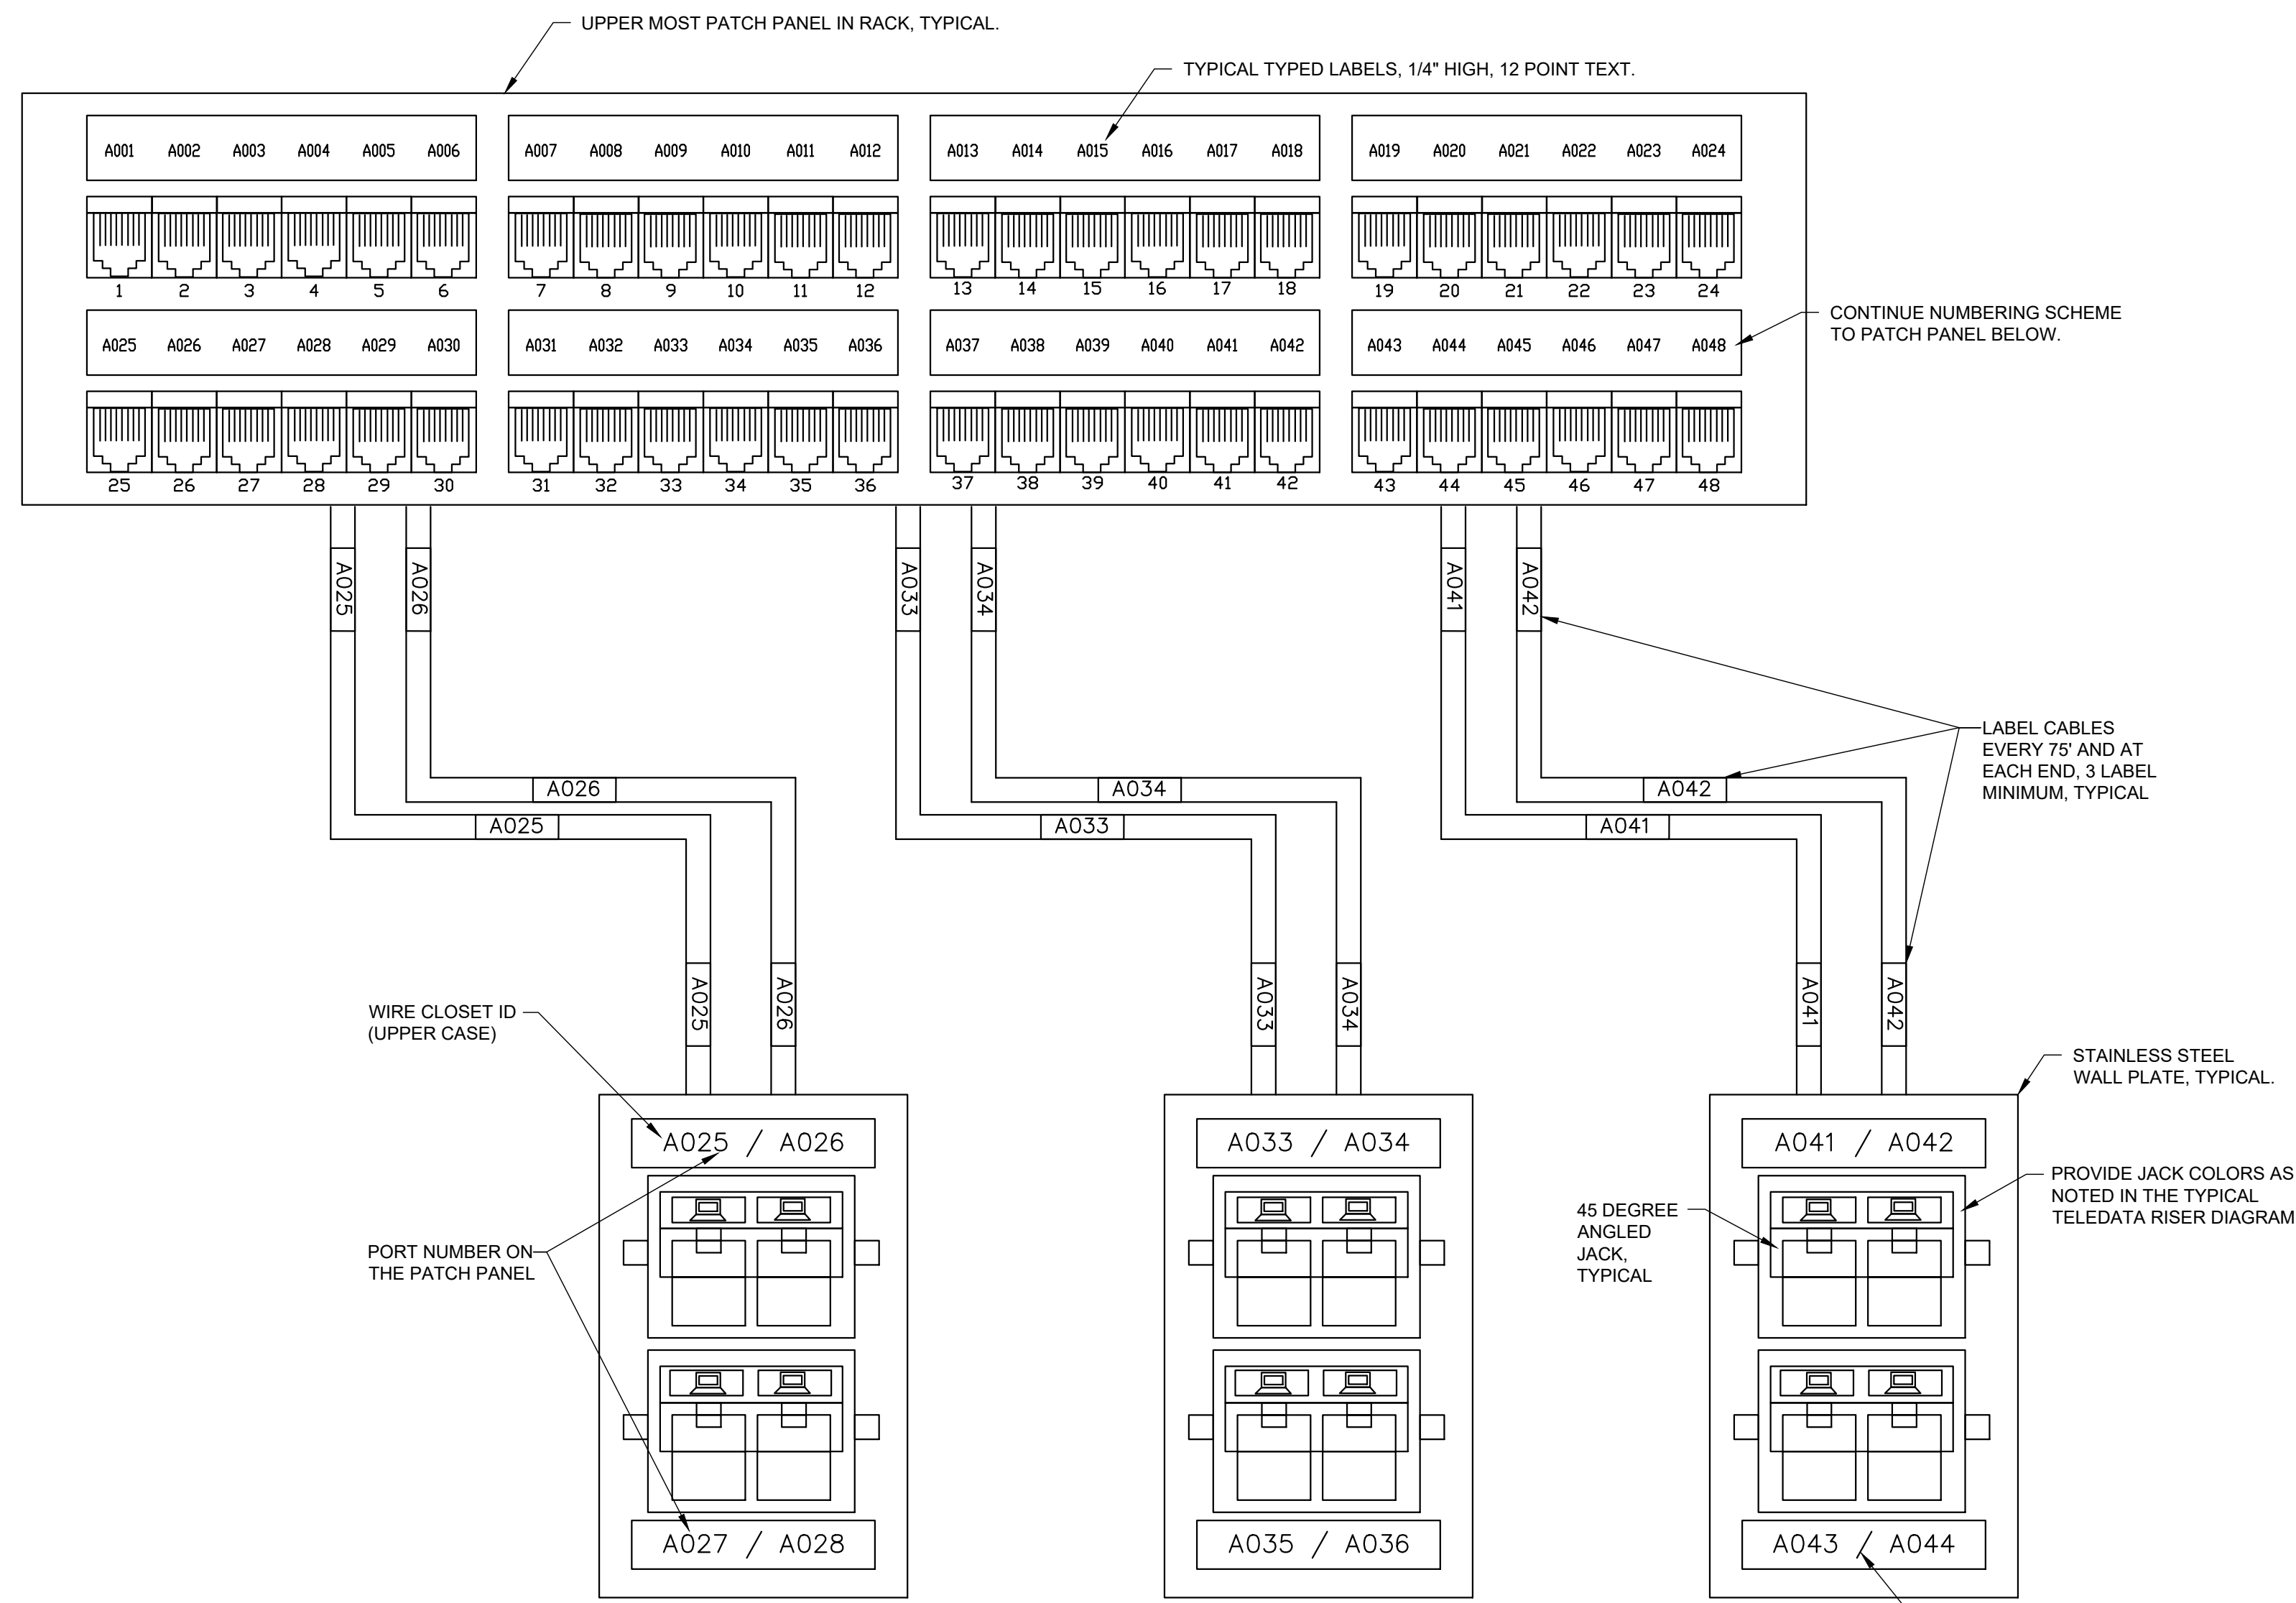 UPPER MOST PATCH PANEL IN RACK, TYPICAL.
TYPICAL TYPED LABELS, 1/4" HIGH, 12 POINT TEXT.
A001 A002 A003 A004 A005 A006 A007 A008 A009 A010 A011 A012 A013 A014 A015 A016 A017 A018 A019 A020 A021 A022 A023 A024
1 2 3 4 5 6 7 8 9 10 11 12 13 14 15 16 17 18 19 20 21 22 23 24
CONTINUE NUMBERING SCHEME
TO PATCH PANEL BELOW.
A025 A026 A027 A028 A029 A030 A031 A032 A033 A034 A035 A036 A037 A038 A039 A040 A041 A042 A043 A044 A045 A046 A047 A048
25 26 27 28 29 30 31 32 33 34 35 36 37 38 39 40 41 42 43 44 45 46 47 48
A025 A026 A033 A034 A041 A042
LABEL CABLES
EVERY 75' AND AT
EACH END, 3 LABEL
MINIMUM, TYPICAL
A026 A034 A042
A025 A033 A041
A025 A026 A033 A034 A041 A042
WIRE CLOSET ID
(UPPER CASE)
STAINLESS STEEL
WALL PLATE, TYPICAL.
A025 / A026 A033 / A034 A041 / A042
PROVIDE JACK COLORS AS
NOTED IN THE TYPICAL
TELEDATA RISER DIAGRAM
45 DEGREE
ANGLED
JACK,
TYPICAL
PORT NUMBER ON
THE PATCH PANEL
A027 / A028 A035 / A036 A043 / A044